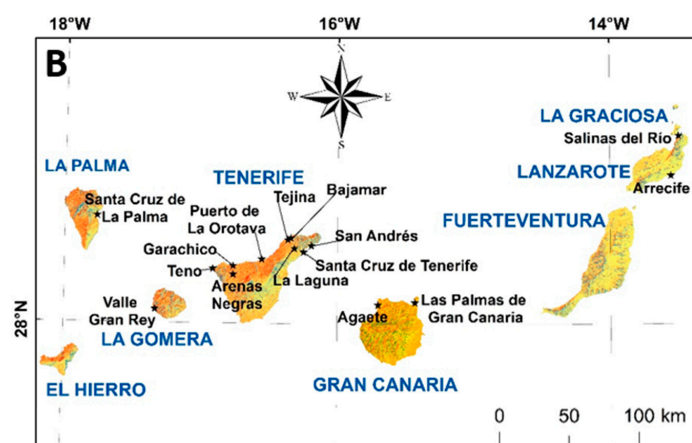 18°W
16°W
14°W
B
N
W
E
S
LA GRACIOSA
Salinas del Río
LANZAROTE
Arrecife
LA PALMA
Santa Cruz de
La Palma
TENERIFE
Bajamar
Tejina
Puerto de
La Orotava
San Andrés
Garachico
Santa Cruz de Tenerife
Teno
Arenas
Negras
La Laguna
FUERTEVENTURA
Valle
Gran Rey
LA GOMERA
Las Palmas de
Gran Canaria
Agaete
28°N
EL HIERRO
GRAN CANARIA
0 50 100 km